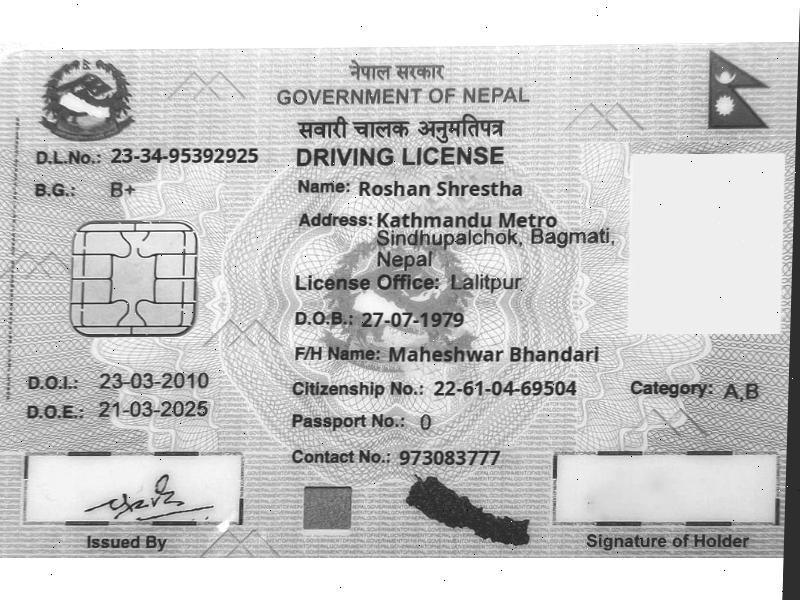 नेपाल सरकार
GOVERNMENT OF NEPAL
सवारी चालक अनुमतिपत्र
DRIVING LICENSE
D.L.No.: 23-34-95392925
B.G.: B+
Name: Roshan Shrestha
Address: Kathmandu Metro
Sindhupalchok, Bagmati,
Nepal
License Office: Lalitpur
D.O.B.: 27-07-1979
F/H Name: Maheshwar Bhandari
D.O.I.: 23-03-2010
Citizenship No.: 22-61-04-69504
Category: A,B
D.O.E.: 21-03-2025
Passport No.: 0
Contact No.: 973083777
Issued By
Signature of Holder